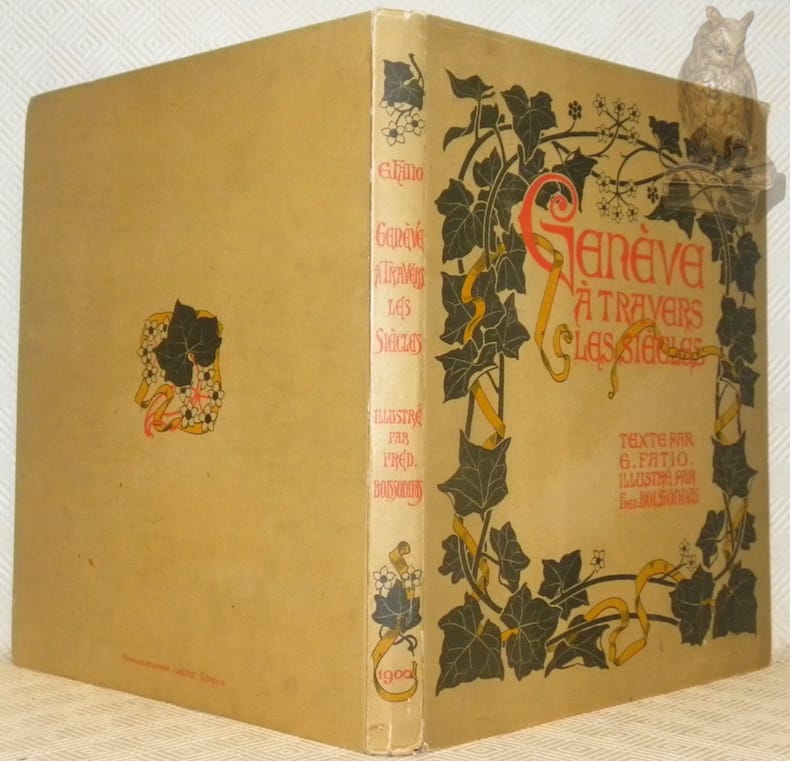 Genève
à travers
les siècles
Texte par
G. Fatio.
Illustré par
Fred. Boissonnas
G. Fatio
Genève
à travers
les
siècles
Illustré
par
Fréd.
Boissonnas
1900